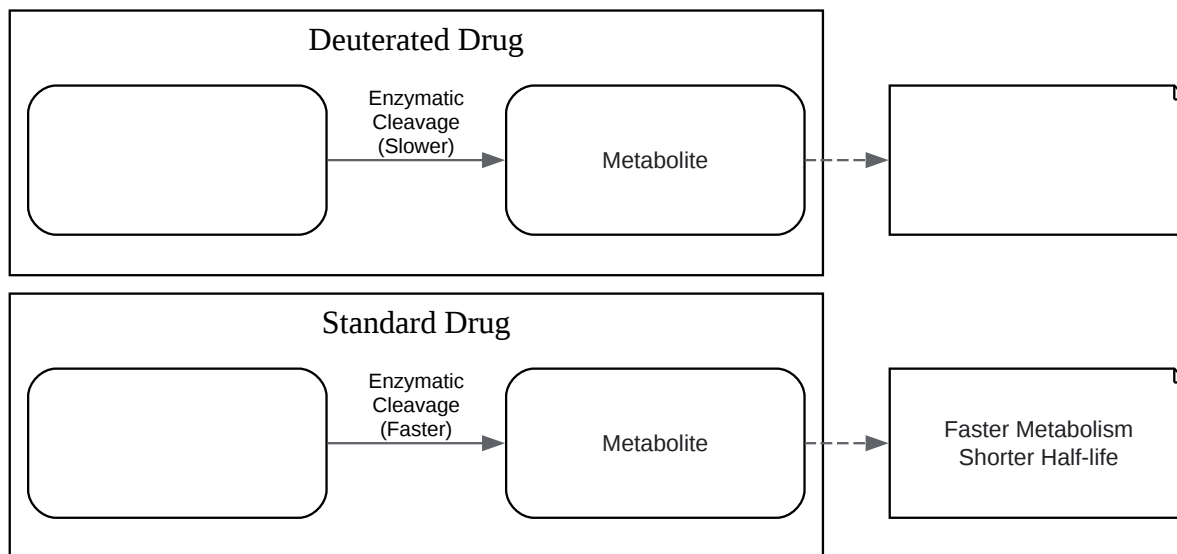 Deuterated Drug
Enzymatic
Cleavage
(Slower)
Metabolite
Standard Drug
Enzymatic
Cleavage
(Faster)
Metabolite
Faster Metabolism
Shorter Half-life